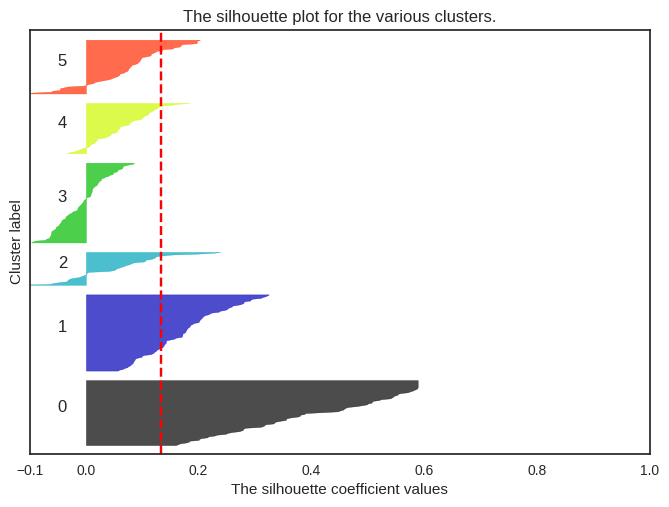 The silhouette plot for the various clusters.
Cluster label
5
4
3
2
1
0
−0.1 0.0 0.2 0.4 0.6 0.8 1.0
The silhouette coefficient values